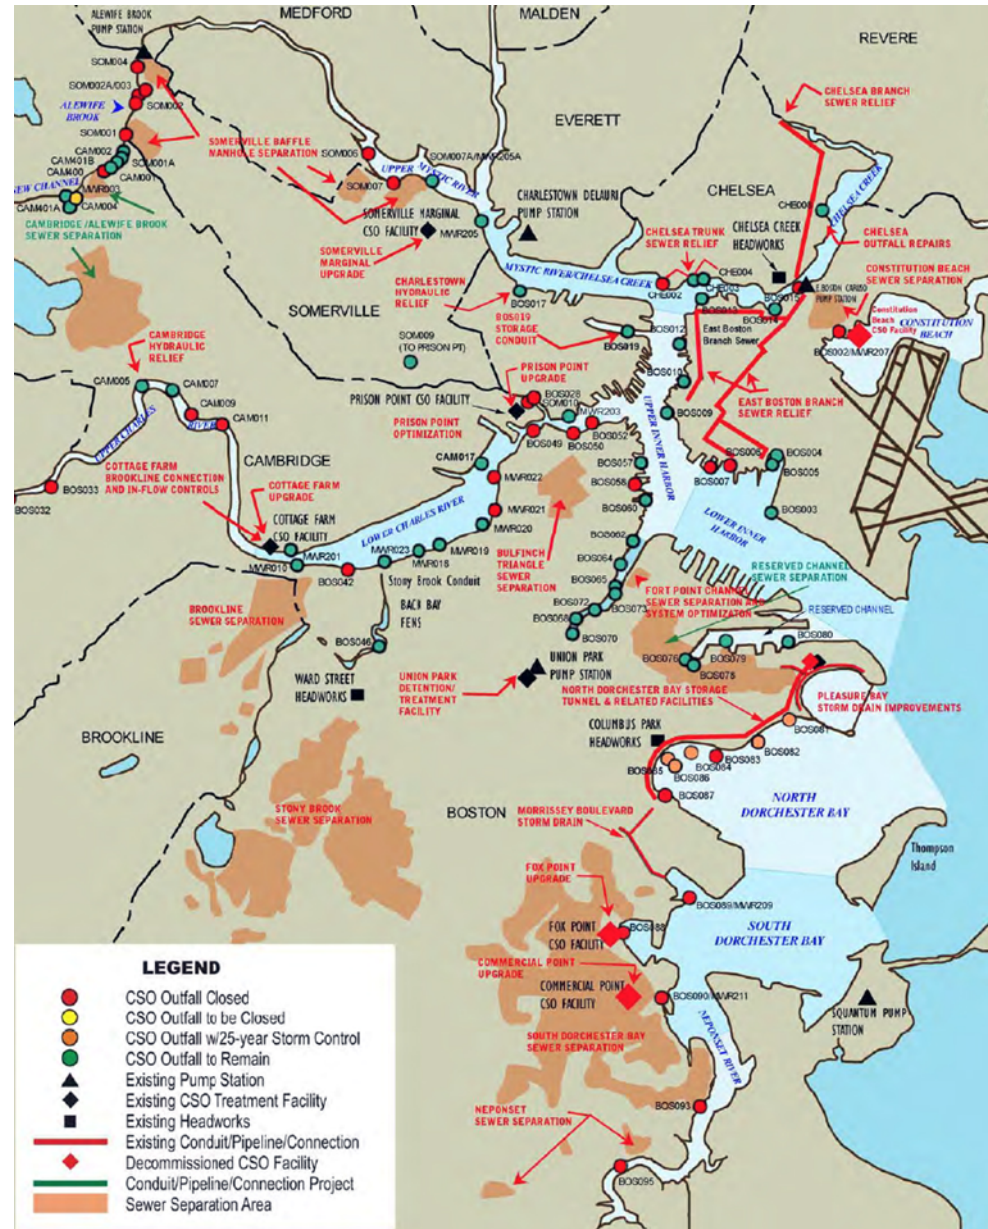 ALEWIFE BROOK
PUMP STATION
MEDFORD
MALDEN
REVERE
SOM004
SOM002A/003
SOM002
ALEWIFE
BROOK
SOM001
CAM002
CAM401B
CAM400
SOM001A
CAM001
NEW CHANNEL
MWR003
CAM401A
CAM004
CAMBRIDGE/ALEWIFE BROOK
SEWER SEPARATION
SOMERVILLE BAFFLE
MANHOLE SEPARATION
SOM006
SOM007A/MWR205A
SOM007
UPPER MYSTIC RIVER
EVERETT
CHELSEA BRANCH
SEWER RELIEF
SOMERVILLE MARGINAL
CSO FACILITY
MWR205
CHARLESTOWN DELAURI
PUMP STATION
CHELSEA
CHELSEA CREEK
HEADWORKS
CHE008
CHELSEA CREEK
SOMERVILLE
MARGINAL
UPGRADE
CHELSEA TRUNK
SEWER RELIEF
CHELSEA
OUTFALL REPAIRS
CONSTITUTION BEACH
SEWER SEPARATION
MYSTIC RIVER/CHELSEA CREEK
CHE004
CHE003
CHE002
CHARLESTOWN
HYDRAULIC
RELIEF
BOS017
BOS015
BOS014
BOS013
E.BOSTON CARUSO
PUMP STATION
Constitution
Beach
CSO Facility
CONSTITUTION
BEACH
BOS002/MWR207
SOMERVILLE
BOS019
STORAGE
CONDUIT
BOS019
BOS012
East Boston
Branch Sewer
CAMBRIDGE
HYDRAULIC
RELIEF
SOM009
(TO PRISON PT)
CAM005
CAM007
CAM009
CAM011
UPPER CHARLES
RIVER
PRISON POINT
UPGRADE
PRISON POINT CSO FACILITY
BOS028
SOM010
MWR203
BOS010
BOS009
EAST BOSTON BRANCH
SEWER RELIEF
PRISON POINT
OPTIMIZATION
BOS049
BOS050
BOS052
UPPER INNER HARBOR
CAMBRIDGE
CAM017
BOS057
BOS006
BOS007
BOS004
BOS005
BOS033
BOS032
COTTAGE FARM
BROOKLINE CONNECTION
AND IN-FLOW CONTROLS
COTTAGE FARM
UPGRADE
MWR022
BOS058
MWR021
BOS060
BOS003
COTTAGE FARM
CSO FACILITY
LOWER CHARLES RIVER
MWR020
LOWER INNER
HARBOR
MWR201
MWR010
MWR023
MWR018
MWR019
BOS042
BULFINCH
TRIANGLE
SEWER
SEPARATION
BOS062
BOS064
BOS065
Stony Brook Conduit
RESERVED CHANNEL
SEWER SEPARATION
BROOKLINE
SEWER SEPARATION
BACK BAY
FENS
FORT POINT CHANNEL
SEWER SEPARATION AND
SYSTEM OPTIMIZATON
BOS072
BOS073
BOS068
BOS070
RESERVED CHANNEL
BOS080
BOS046
BOS076
BOS079
BOS078
WARD STREET
HEADWORKS
UNION PARK
DETENTION/
TREATMENT
FACILITY
UNION PARK
PUMP STATION
NORTH DORCHESTER BAY STORAGE
TUNNEL & RELATED FACILITIES
PLEASURE BAY
STORM DRAIN IMPROVEMENTS
COLUMBUS PARK
HEADWORKS
BOS081
BOS082
BOS083
BOS084
BOS085
BOS086
BOS087
BROOKLINE
STONY BROOK
SEWER SEPARATION
BOSTON
MORRISSEY BOULEVARD
STORM DRAIN
NORTH
DORCHESTER BAY
Thompson
Island
FOX POINT
UPGRADE
BOS089/MWR209
FOX POINT
CSO FACILITY
BOS088
SOUTH
DORCHESTER BAY
COMMERCIAL POINT
UPGRADE
COMMERCIAL POINT
CSO FACILITY
BOS090/MWR211
SQUANTUM PUMP
STATION
SOUTH DORCHESTER BAY
SEWER SEPARATION
NEPONSET RIVER
NEPONSET
SEWER SEPARATION
BOS093
BOS095
LEGEND
CSO Outfall Closed
CSO Outfall to be Closed
CSO Outfall w/25-year Storm Control
CSO Outfall to Remain
Existing Pump Station
Existing CSO Treatment Facility
Existing Headworks
Existing Conduit/Pipeline/Connection
Decommissioned CSO Facility
Conduit/Pipeline/Connection Project
Sewer Separation Area